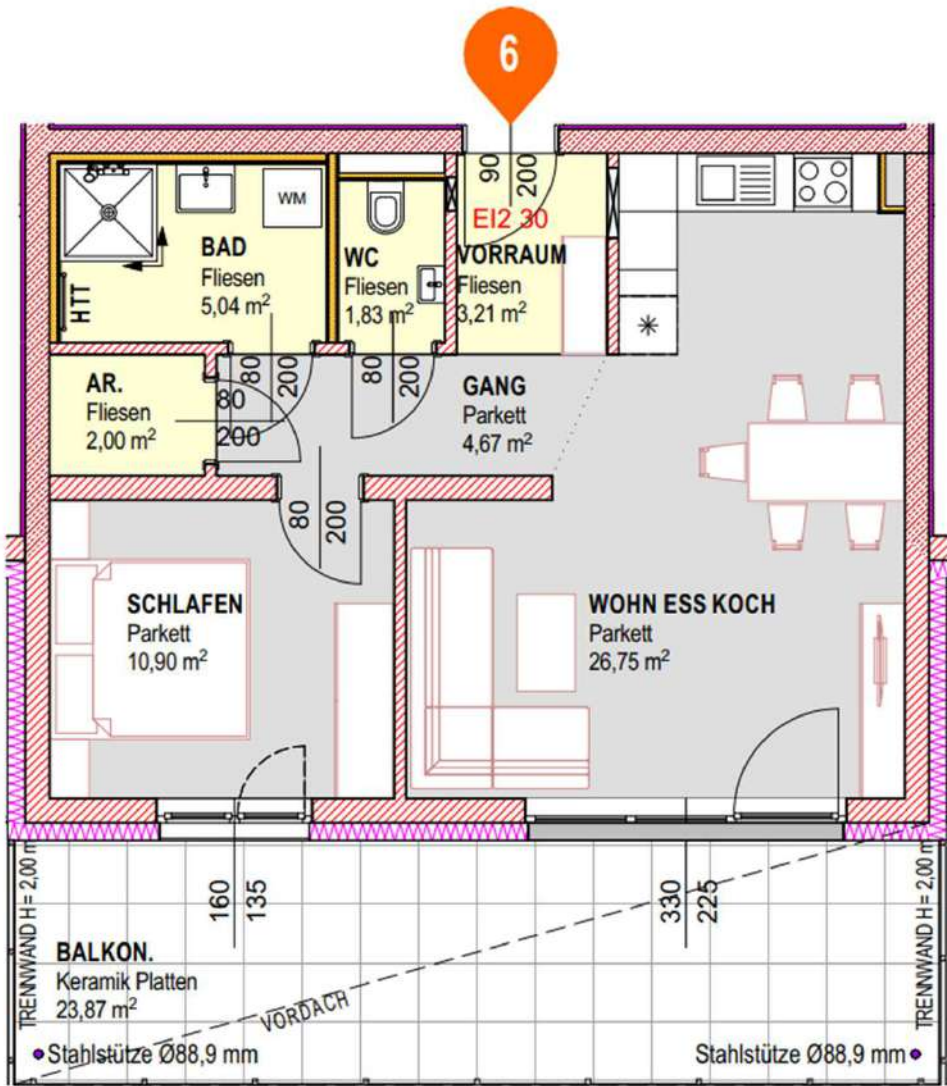 6
90
200
EI2 30
WM
BAD
Fliesen
5,04 m²
HTT
WC
Fliesen
1,83 m²
VORRAUM
Fliesen
3,21 m²
80
200
80
200
AR.
Fliesen
2,00 m²
80
200
GANG
Parkett
4,67 m²
80
200
SCHLAFEN
Parkett
10,90 m²
WOHN ESS KOCH
Parkett
26,75 m²
160
135
330
225
TRENNWAND H = 2,00 m
TRENNWAND H = 2,00 m
BALKON.
Keramik Platten
23,87 m²
VORDACH
Stahlstütze Ø88,9 mm
Stahlstütze Ø88,9 mm